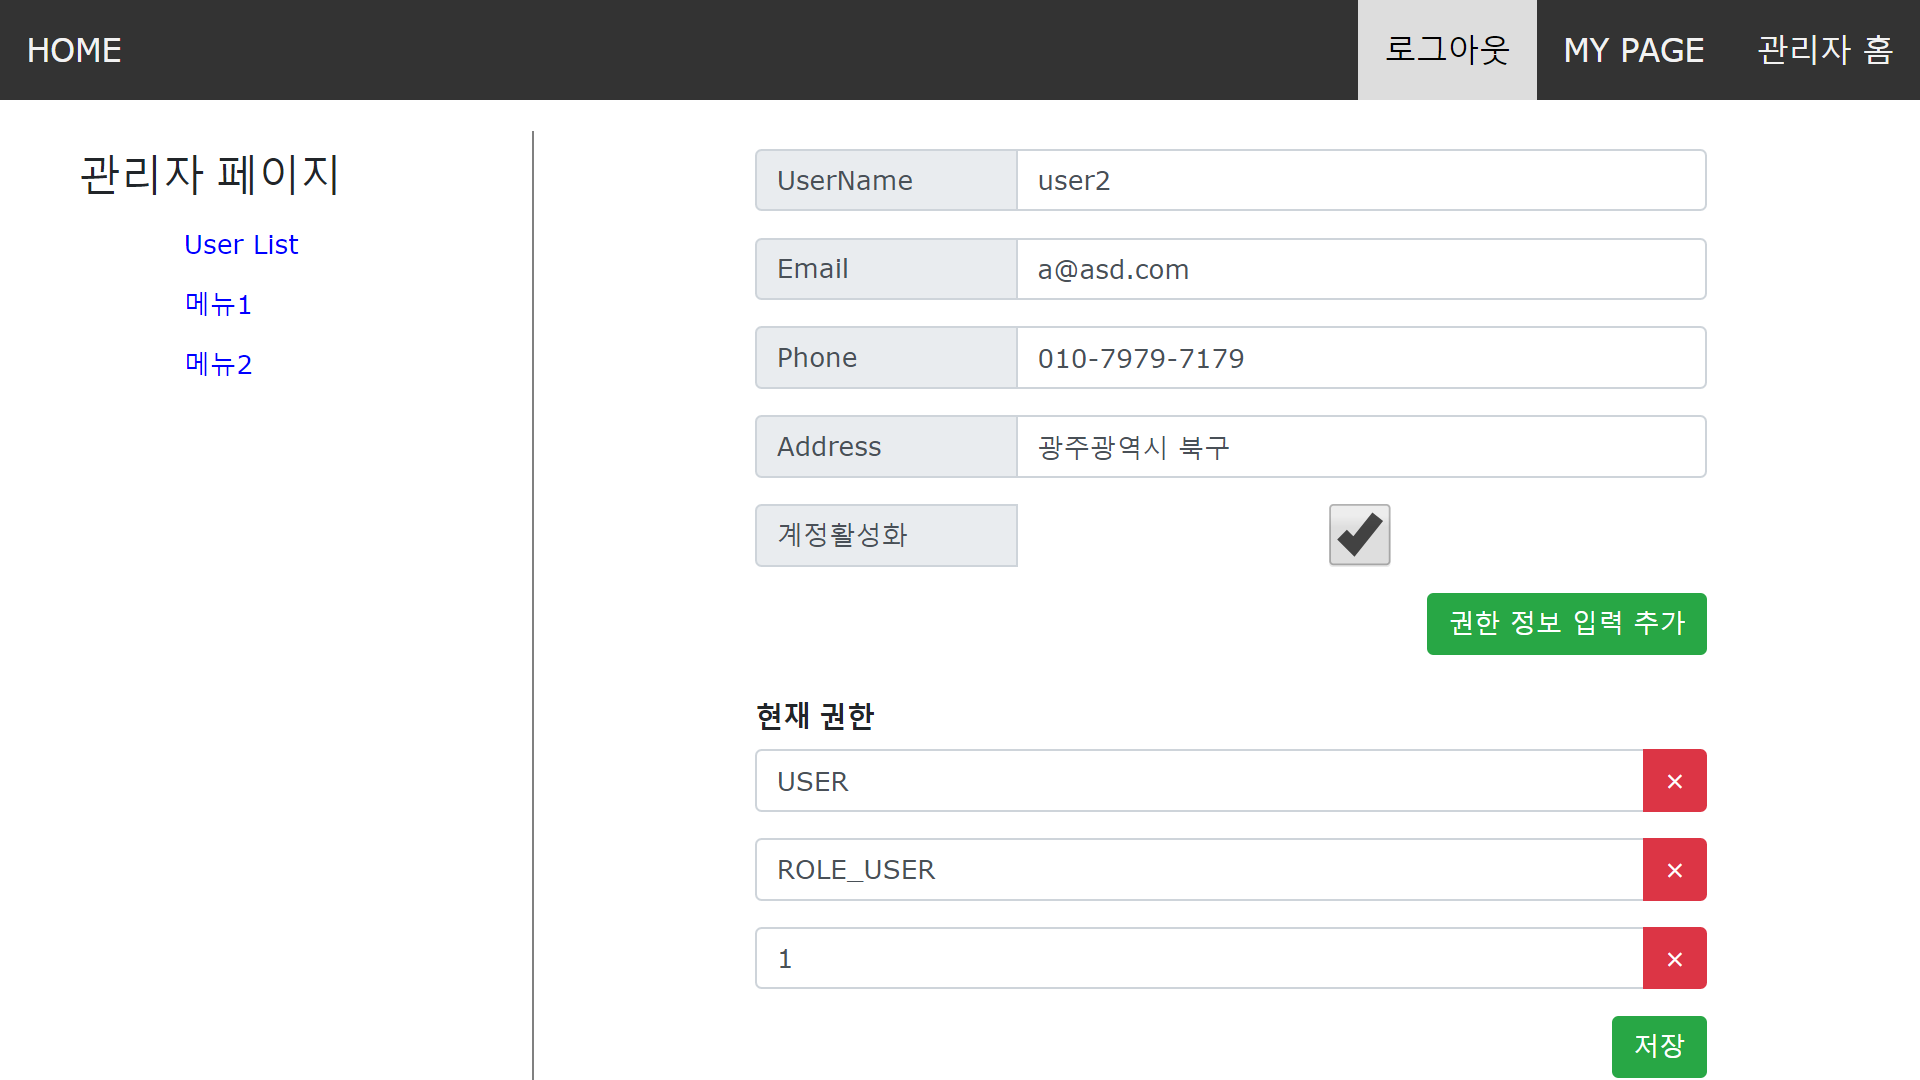 HOME
로그아웃
MY PAGE
관리자 홈
관리자 페이지
User List
메뉴1
메뉴2
UserName
user2
Email
a@asd.com
Phone
010-7979-7179
Address
광주광역시 북구
계정활성화
권한 정보 입력 추가
현재 권한
USER
×
ROLE_USER
×
1
×
저장